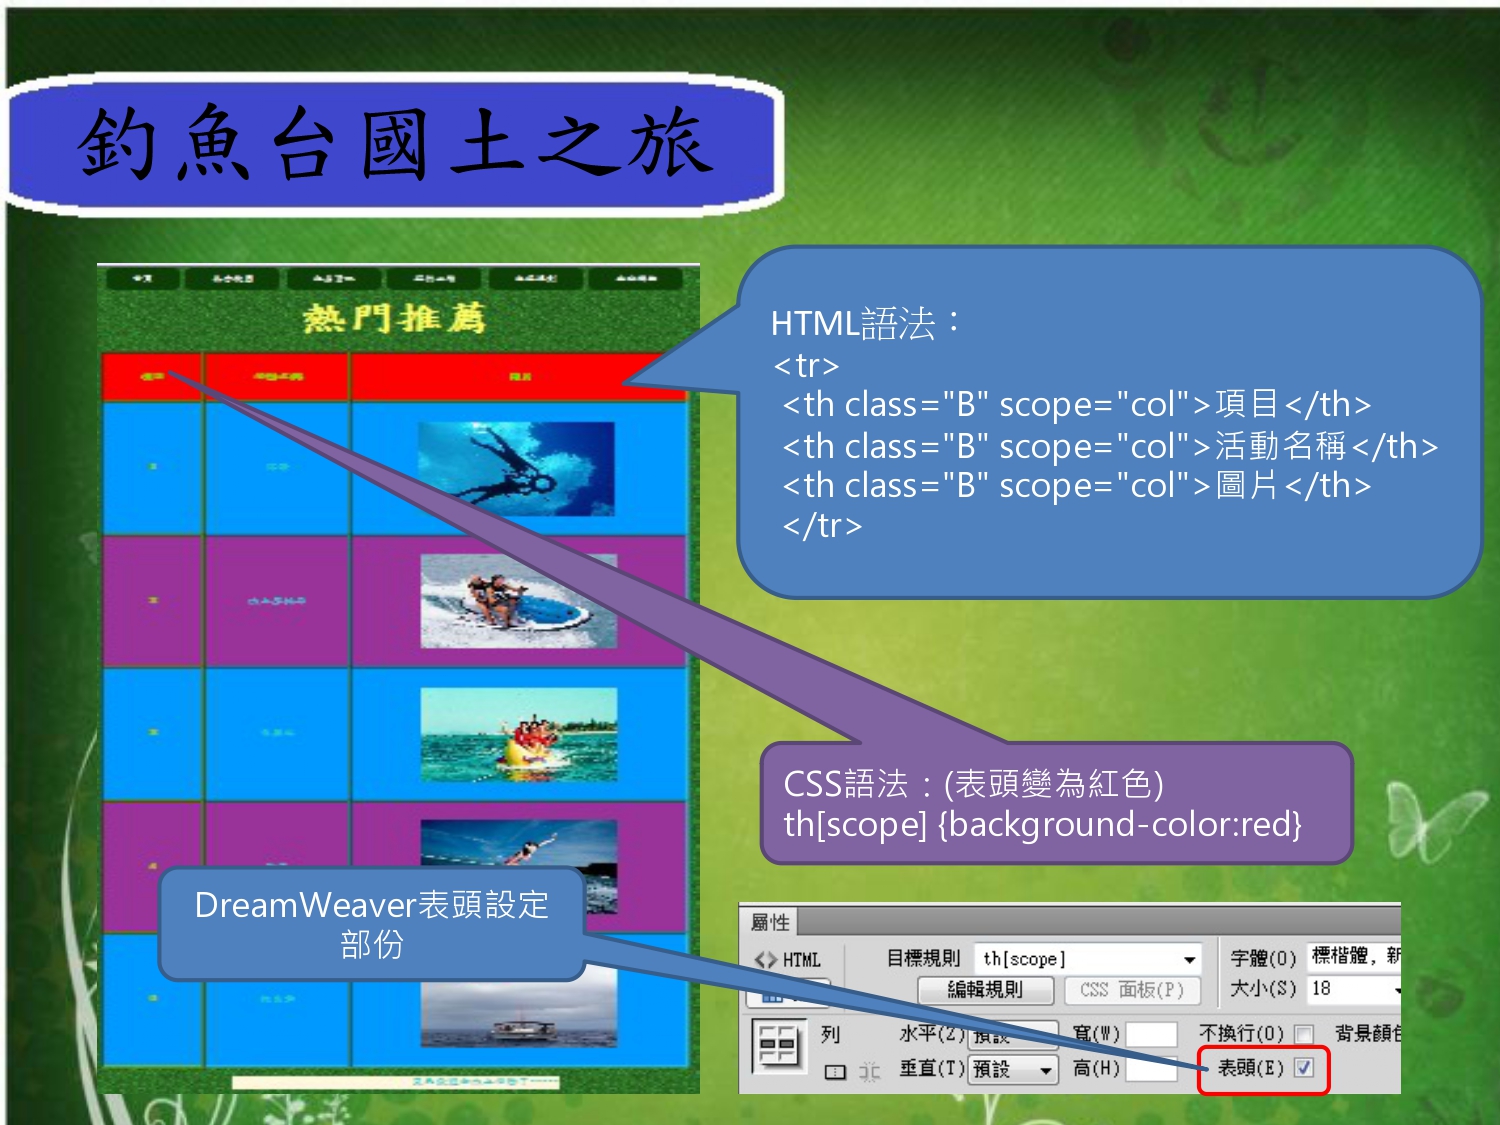 釣魚台國土之旅
熱門推薦
HTML語法：
<tr>
<th class="B" scope="col">項目</th>
<th class="B" scope="col">活動名稱</th>
<th class="B" scope="col">圖片</th>
</tr>
CSS語法：(表頭變為紅色)
th[scope] {background-color:red}
DreamWeaver表頭設定
部份
屬性
<> HTML 目標規則 th[scope] 字體(O) 標楷體, 新
編輯規則 CSS 面板(P) 大小(S) 18
列 水平(Z) 預設 寬(W) 不換行(O) 背景顏色
垂直(T) 預設 高(H) 表頭(E)